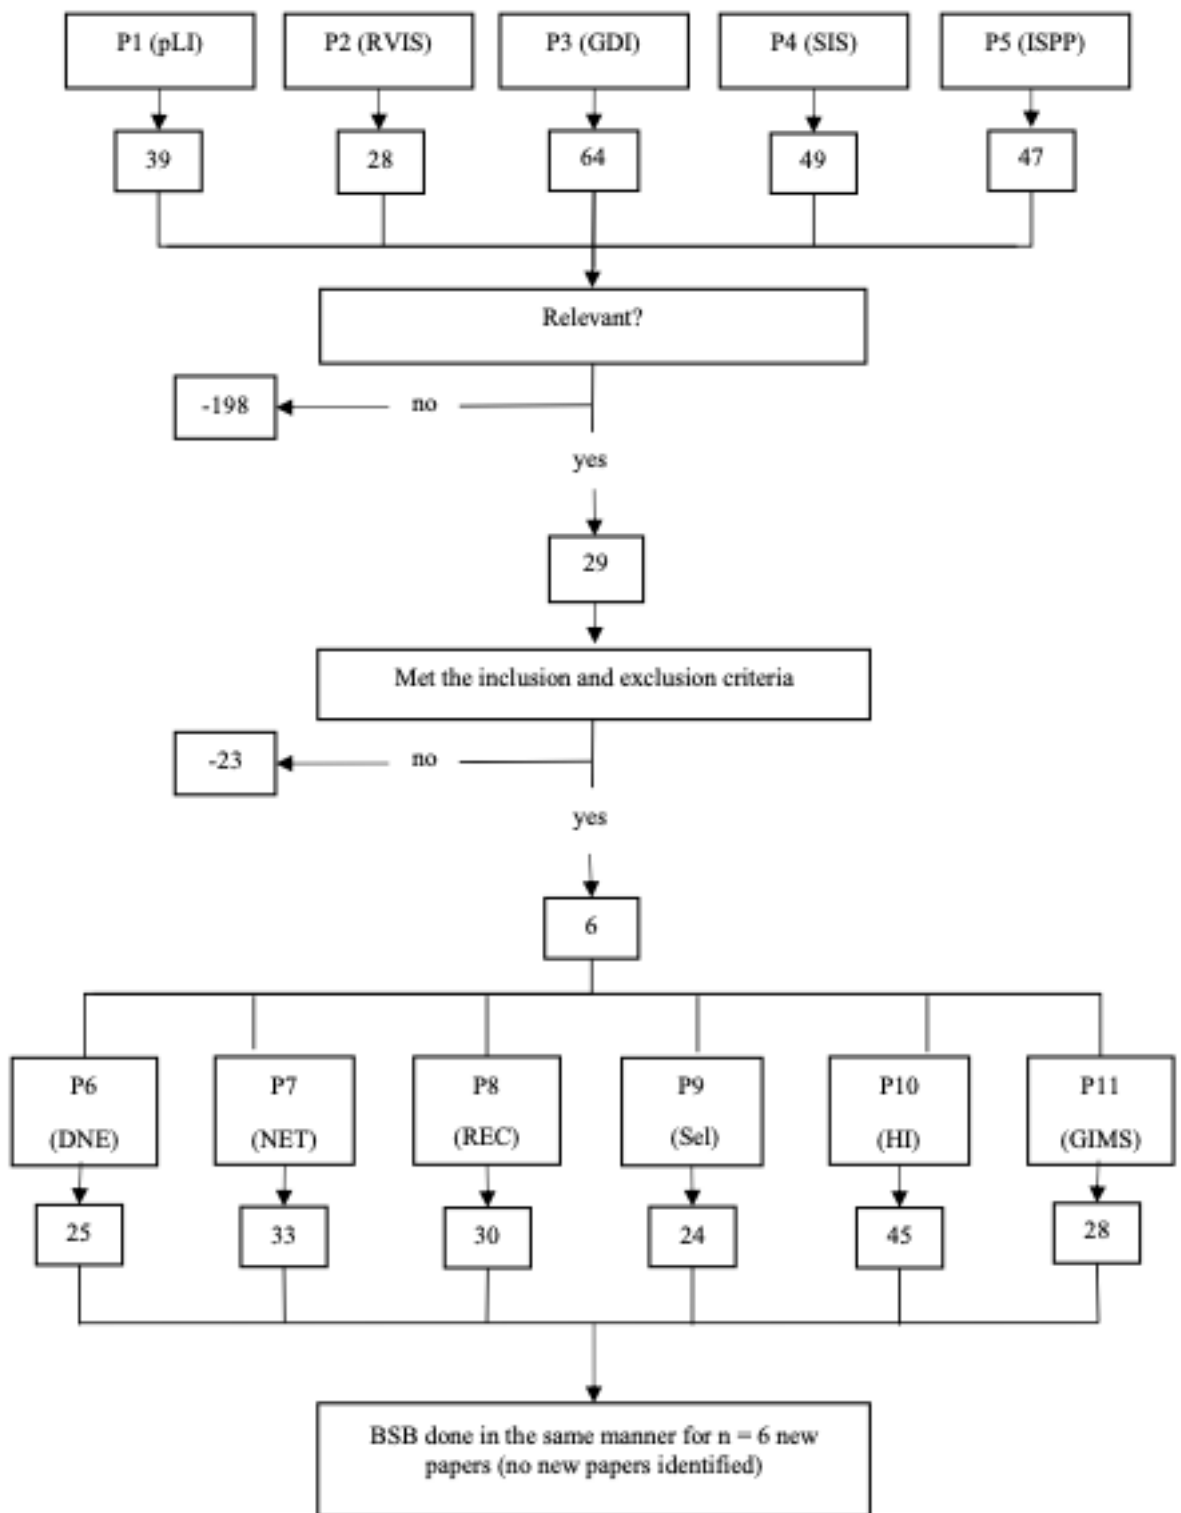 P1 (pLI)
P2 (RVIS)
P3 (GDI)
P4 (SIS)
P5 (ISPP)
39
28
64
49
47
Relevant?
-198
no
yes
29
Met the inclusion and exclusion criteria
-23
no
yes
6
P6
(DNE)
P7
(NET)
P8
(REC)
P9
(Sel)
P10
(HI)
P11
(GIMS)
25
33
30
24
45
28
BSB done in the same manner for n = 6 new
papers (no new papers identified)